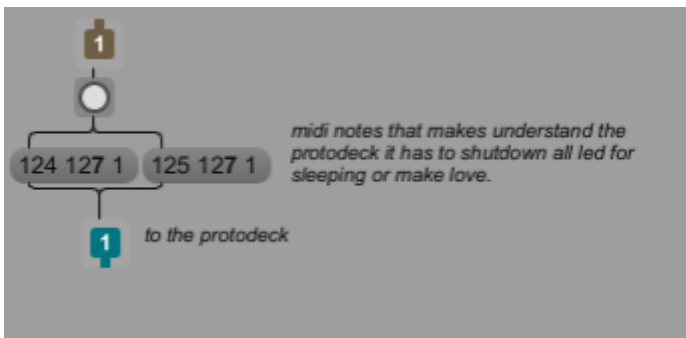 1
124 127 1
125 127 1
midi notes that makes understand the
protodeck it has to shutdown all led for
sleeping or make love.
1
to the protodeck